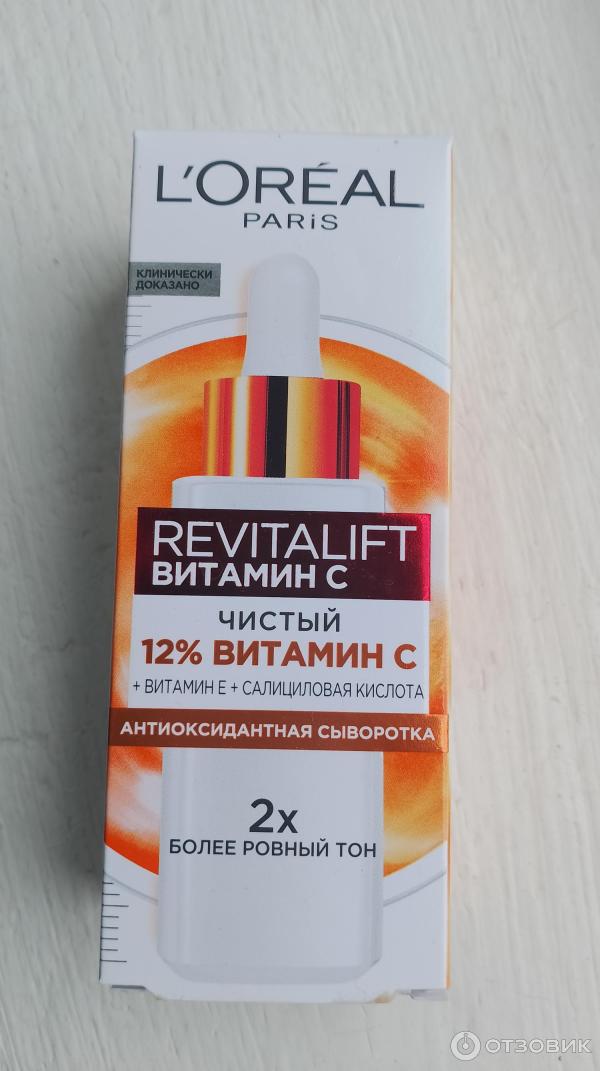 L'ORÉAL
PARiS
КЛИНИЧЕСКИ
ДОКАЗАНО
REVITALIFT
ВИТАМИН С
ЧИСТЫЙ
12% ВИТАМИН С
+ ВИТАМИН Е + САЛИЦИЛОВАЯ КИСЛОТА
АНТИОКСИДАНТНАЯ СЫВОРОТКА
2x
БОЛЕЕ РОВНЫЙ ТОН
ОТЗОВИК